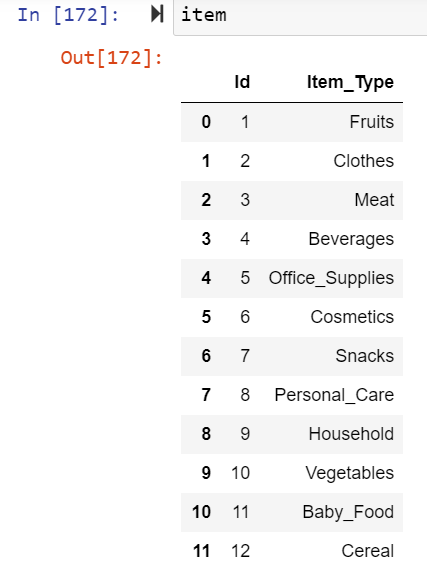 In [172]: item
Out[172]:
Id Item_Type
0 1 Fruits
1 2 Clothes
2 3 Meat
3 4 Beverages
4 5 Office_Supplies
5 6 Cosmetics
6 7 Snacks
7 8 Personal_Care
8 9 Household
9 10 Vegetables
10 11 Baby_Food
11 12 Cereal